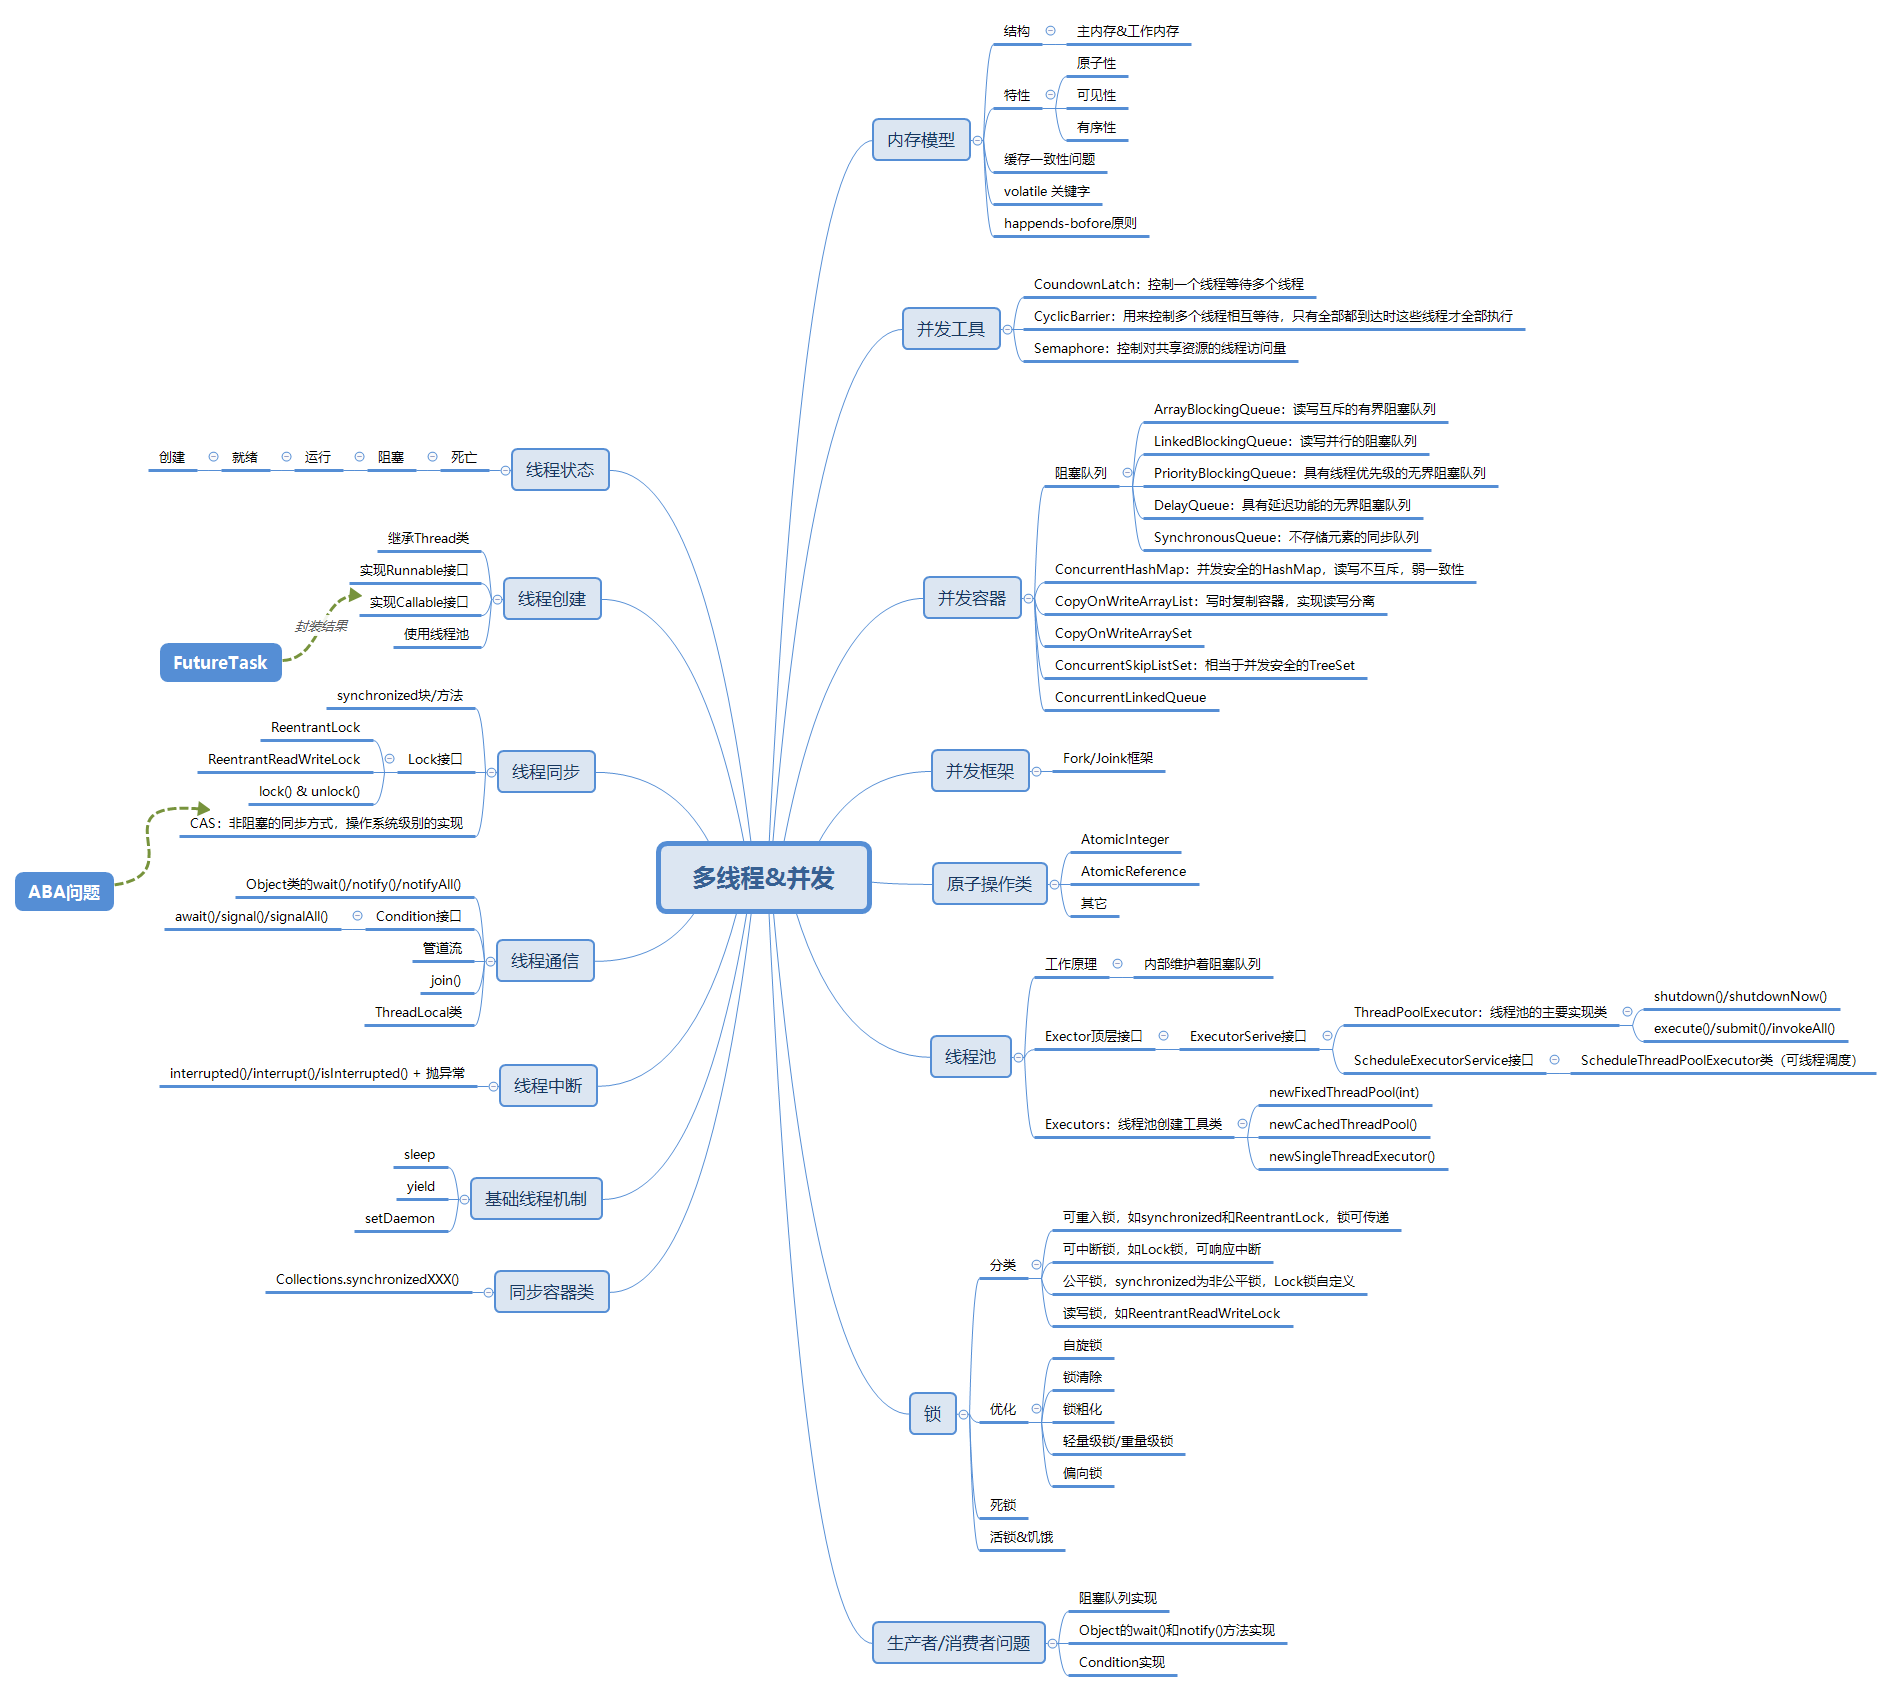 多线程&并发
内存模型
结构
主内存&工作内存
特性
原子性
可见性
有序性
缓存一致性问题
volatile 关键字
happends-bofore原则
并发工具
CoundownLatch：控制一个线程等待多个线程
CyclicBarrier：用来控制多个线程相互等待，只有全部都到达时这些线程才全部执行
Semaphore：控制对共享资源的线程访问量
并发容器
阻塞队列
ArrayBlockingQueue：读写互斥的有界阻塞队列
LinkedBlockingQueue：读写并行的阻塞队列
PriorityBlockingQueue：具有线程优先级的无界阻塞队列
DelayQueue：具有延迟功能的无界阻塞队列
SynchronousQueue：不存储元素的同步队列
ConcurrentHashMap：并发安全的HashMap，读写不互斥，弱一致性
CopyOnWriteArrayList：写时复制容器，实现读写分离
CopyOnWriteArraySet
ConcurrentSkipListSet：相当于并发安全的TreeSet
ConcurrentLinkedQueue
并发框架
Fork/Joink框架
原子操作类
AtomicInteger
AtomicReference
其它
线程池
工作原理
内部维护着阻塞队列
Exector顶层接口
ExecutorSerive接口
ThreadPoolExecutor：线程池的主要实现类
shutdown()/shutdownNow()
execute()/submit()/invokeAll()
ScheduleExecutorService接口
ScheduleThreadPoolExecutor类（可线程调度）
Executors：线程池创建工具类
newFixedThreadPool(int)
newCachedThreadPool()
newSingleThreadExecutor()
锁
分类
可重入锁，如synchronized和ReentrantLock，锁可传递
可中断锁，如Lock锁，可响应中断
公平锁，synchronized为非公平锁，Lock锁自定义
读写锁，如ReentrantReadWriteLock
优化
自旋锁
锁清除
锁粗化
轻量级锁/重量级锁
偏向锁
死锁
活锁&饥饿
生产者/消费者问题
阻塞队列实现
Object的wait()和notify()方法实现
Condition实现
线程状态
创建
就绪
运行
阻塞
死亡
线程创建
继承Thread类
实现Runnable接口
实现Callable接口
使用线程池
封装结果
FutureTask
线程同步
synchronized块/方法
Lock接口
ReentrantLock
ReentrantReadWriteLock
lock() & unlock()
CAS：非阻塞的同步方式，操作系统级别的实现
ABA问题
线程通信
Object类的wait()/notify()/notifyAll()
Condition接口
await()/signal()/signalAll()
管道流
join()
ThreadLocal类
线程中断
interrupted()/interrupt()/isInterrupted() + 抛异常
基础线程机制
sleep
yield
setDaemon
同步容器类
Collections.synchronizedXXX()